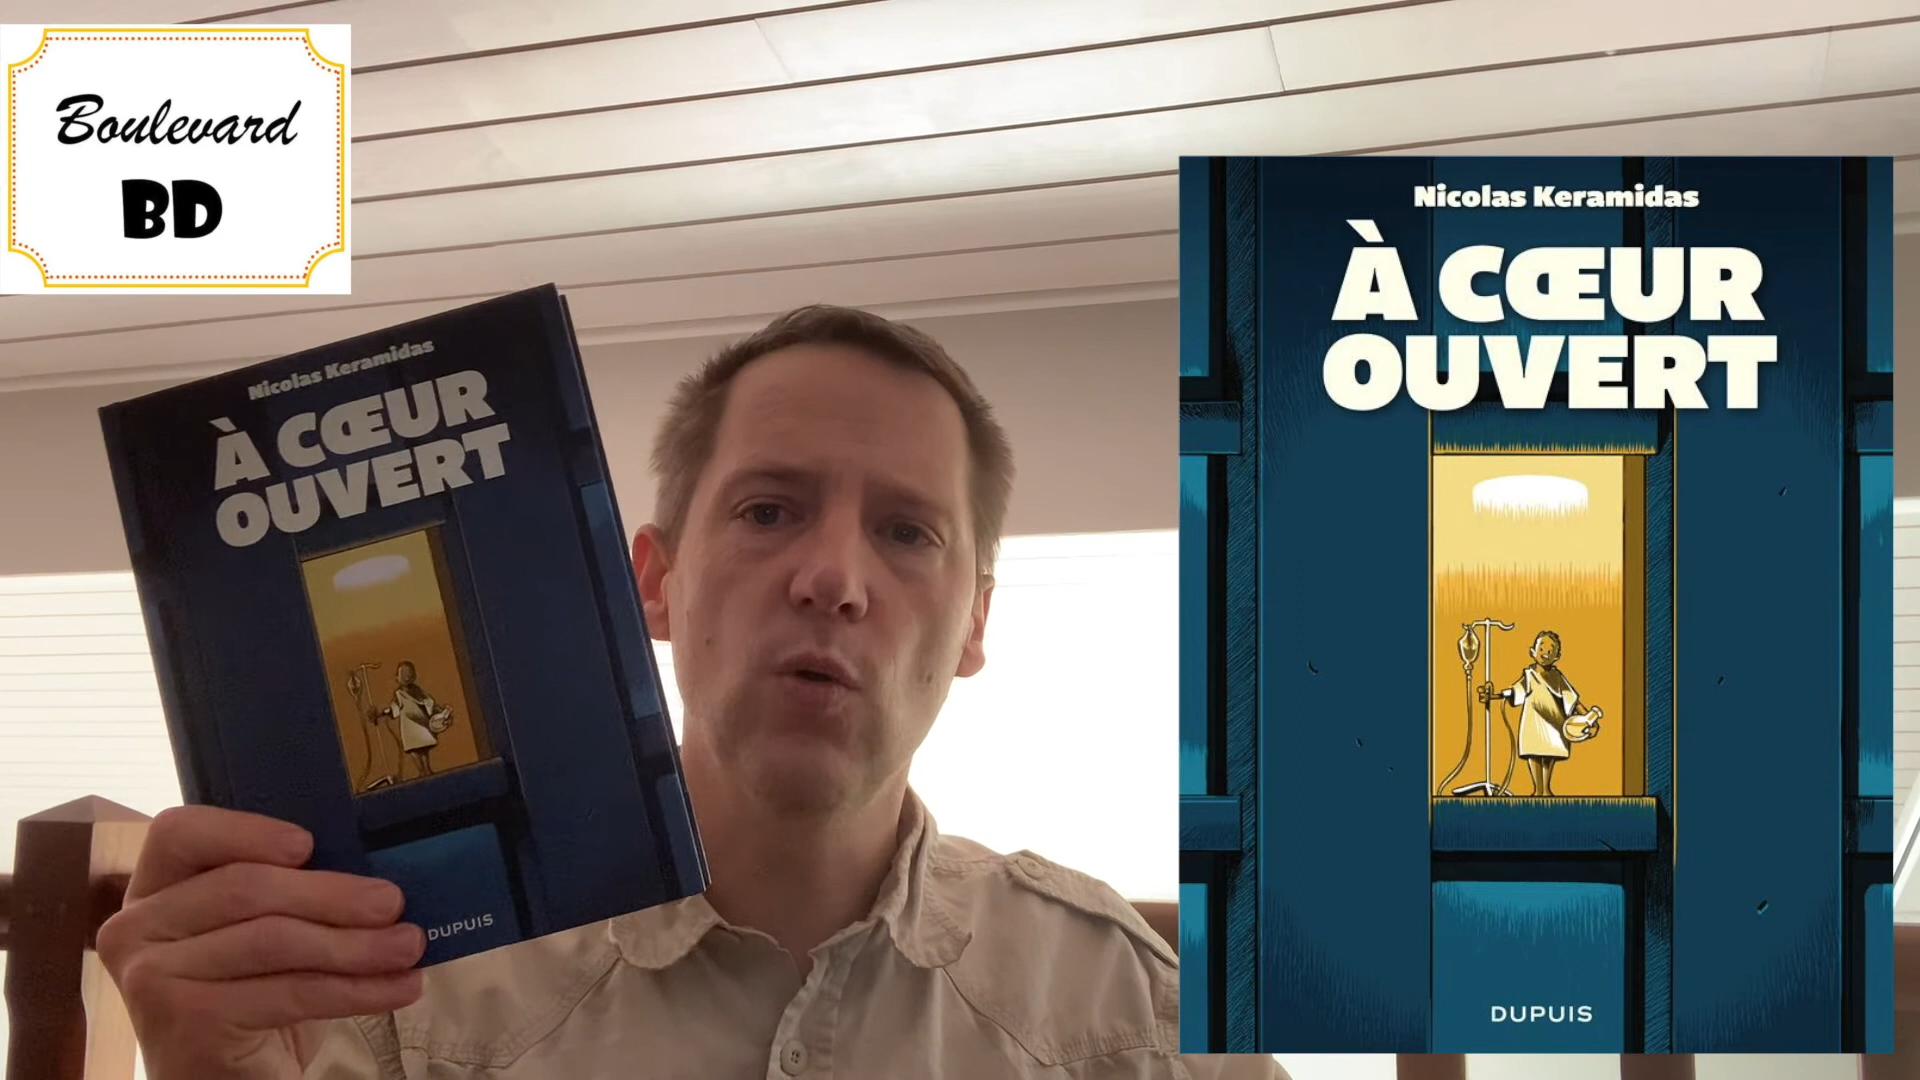 Boulevard
BD
Nicolas Keramidas
À CŒUR
OUVERT
DUPUIS
Nicolas Keramidas
À CŒUR
OUVERT
DUPUIS